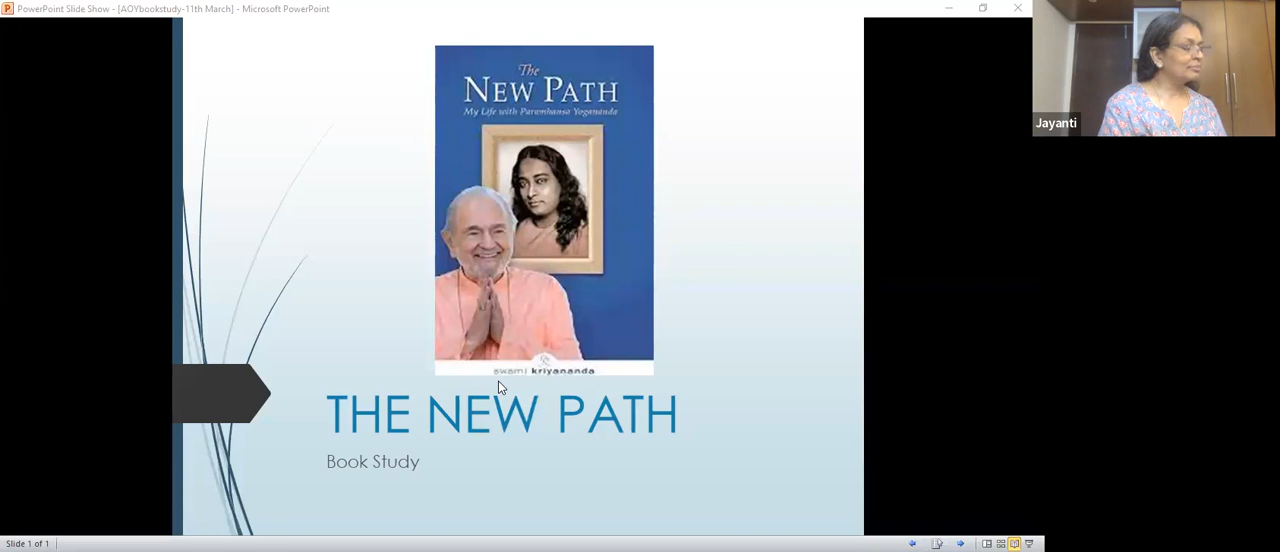 PowerPoint Slide Show - [AOYbookstudy-11th March] - Microsoft PowerPoint
The
NEW PATH
My Life with Paramhansa Yogananda
swami kriyananda
THE NEW PATH
Book Study
Jayanti
Slide 1 of 1